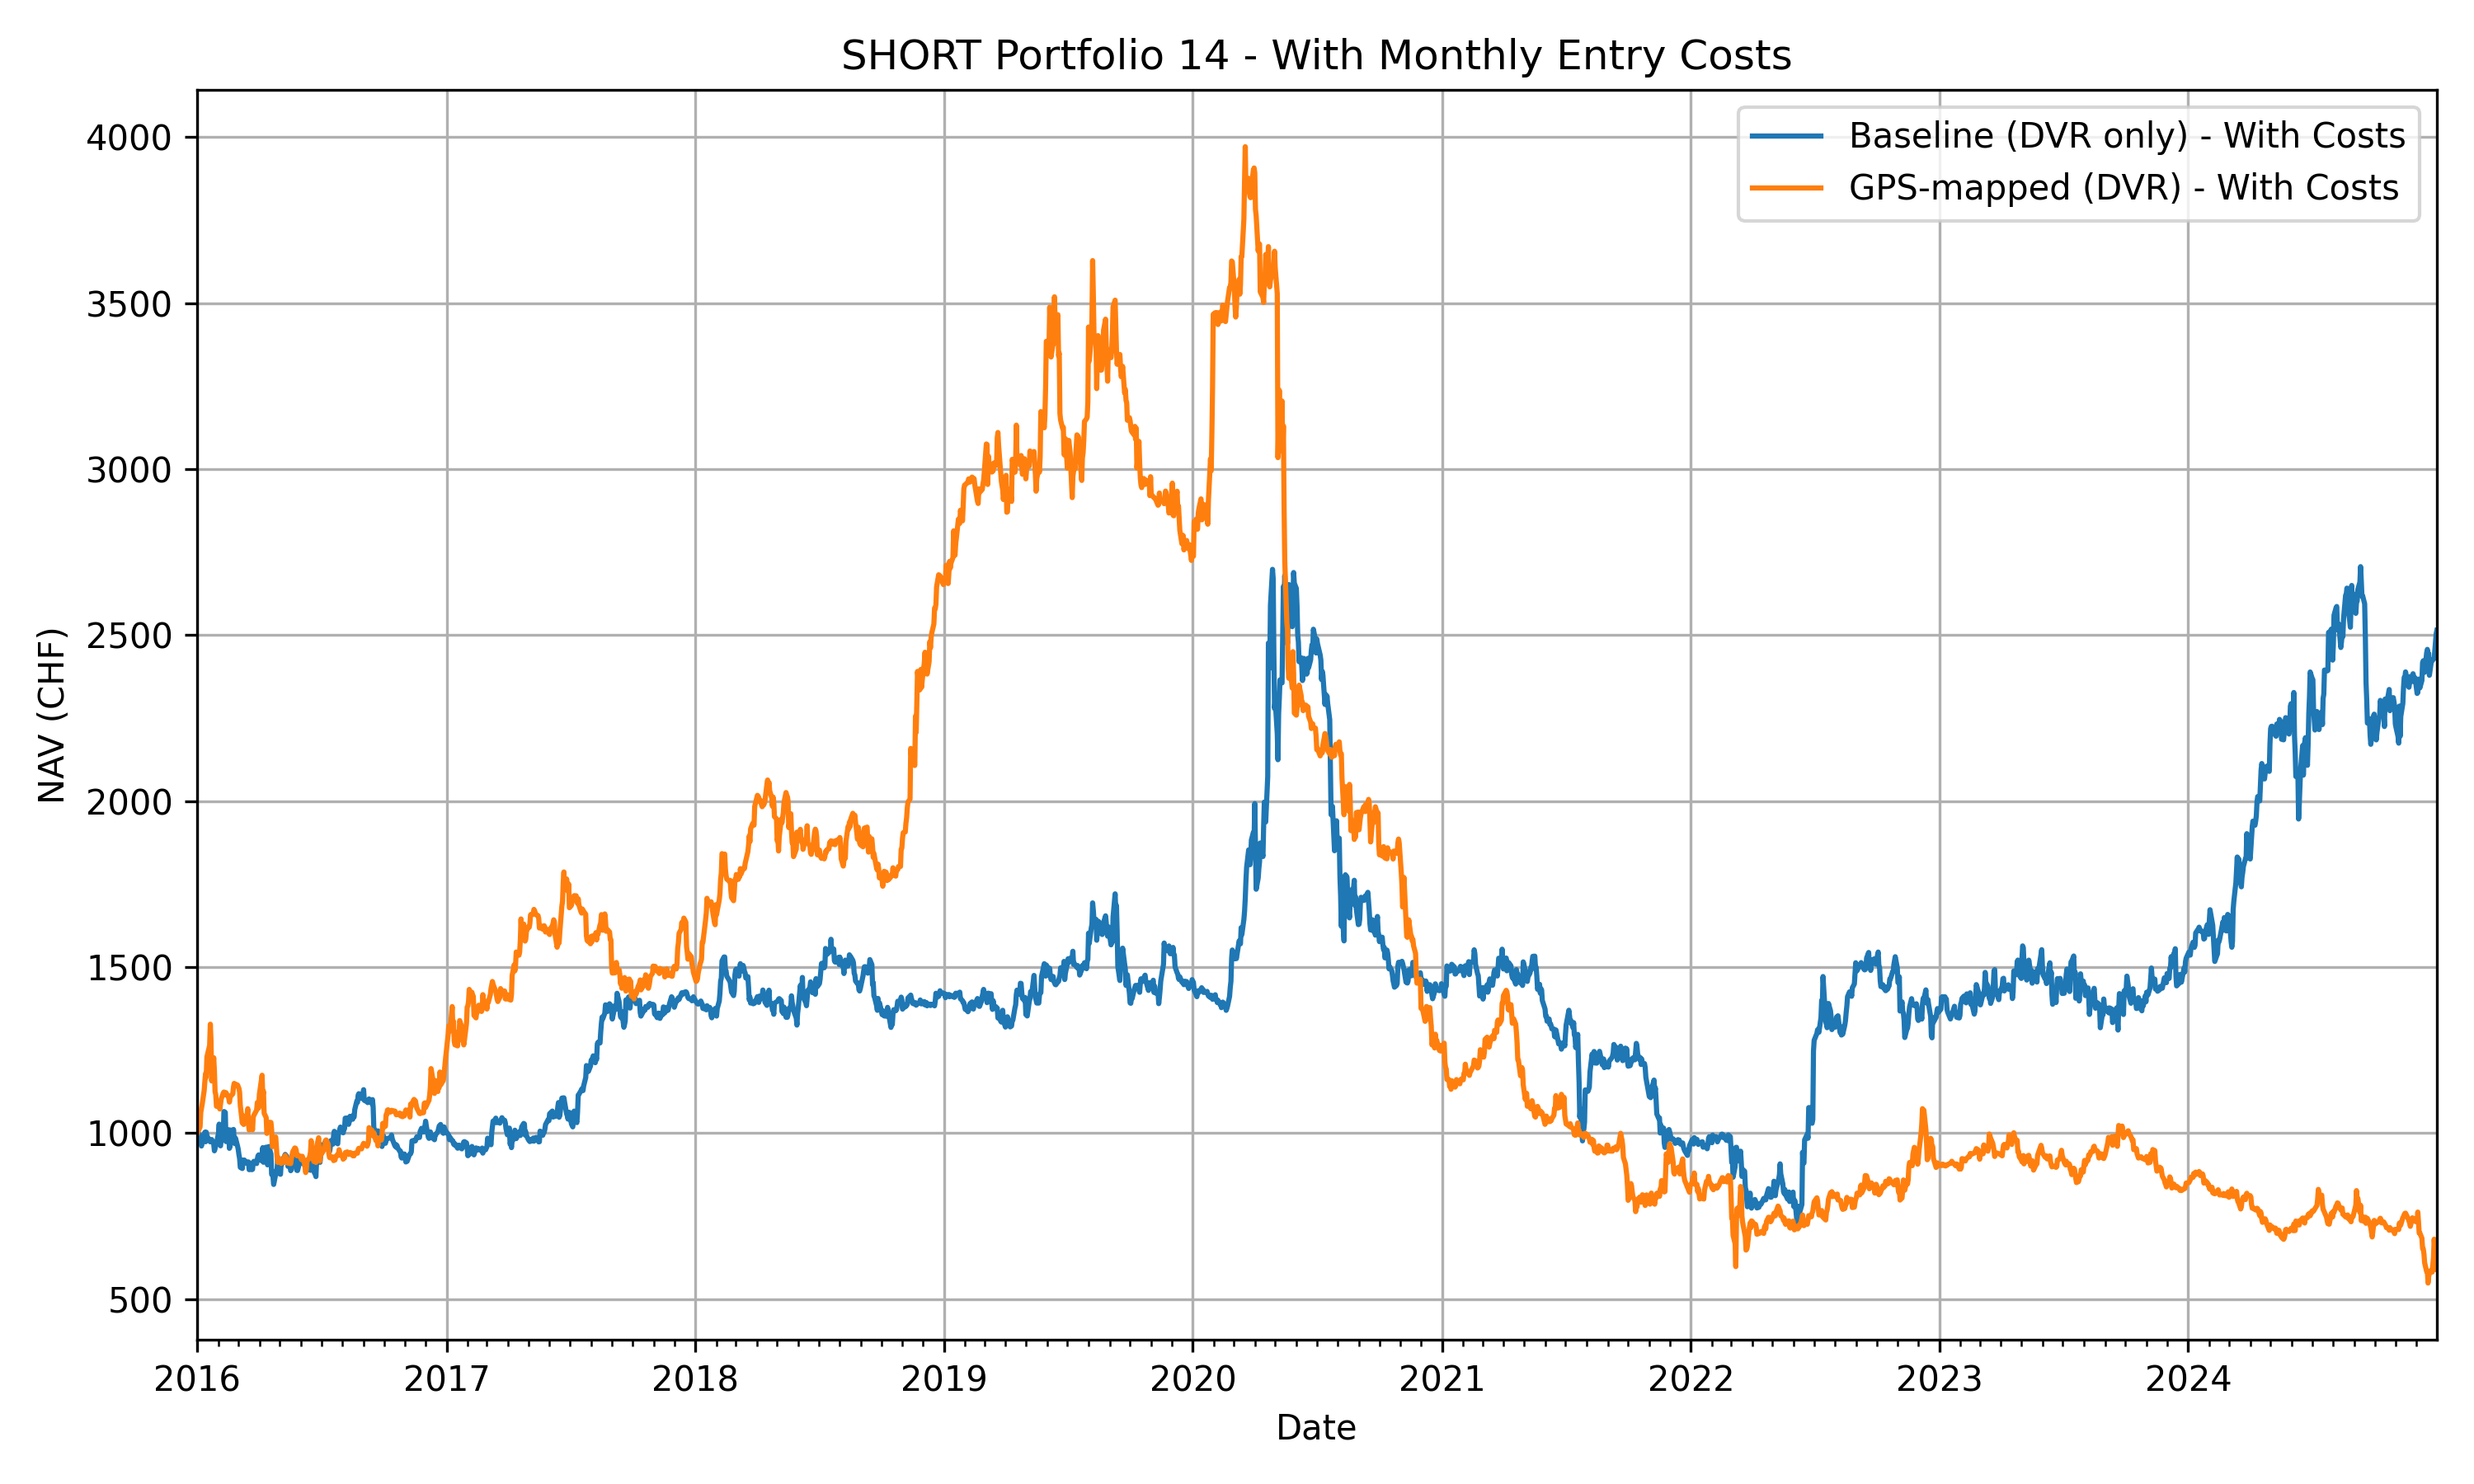 SHORT Portfolio 14 - With Monthly Entry Costs
Baseline (DVR only) - With Costs
GPS-mapped (DVR) - With Costs
NAV (CHF)
4000
3500
3000
2500
2000
1500
1000
500
2016 2017 2018 2019 2020 2021 2022 2023 2024
Date